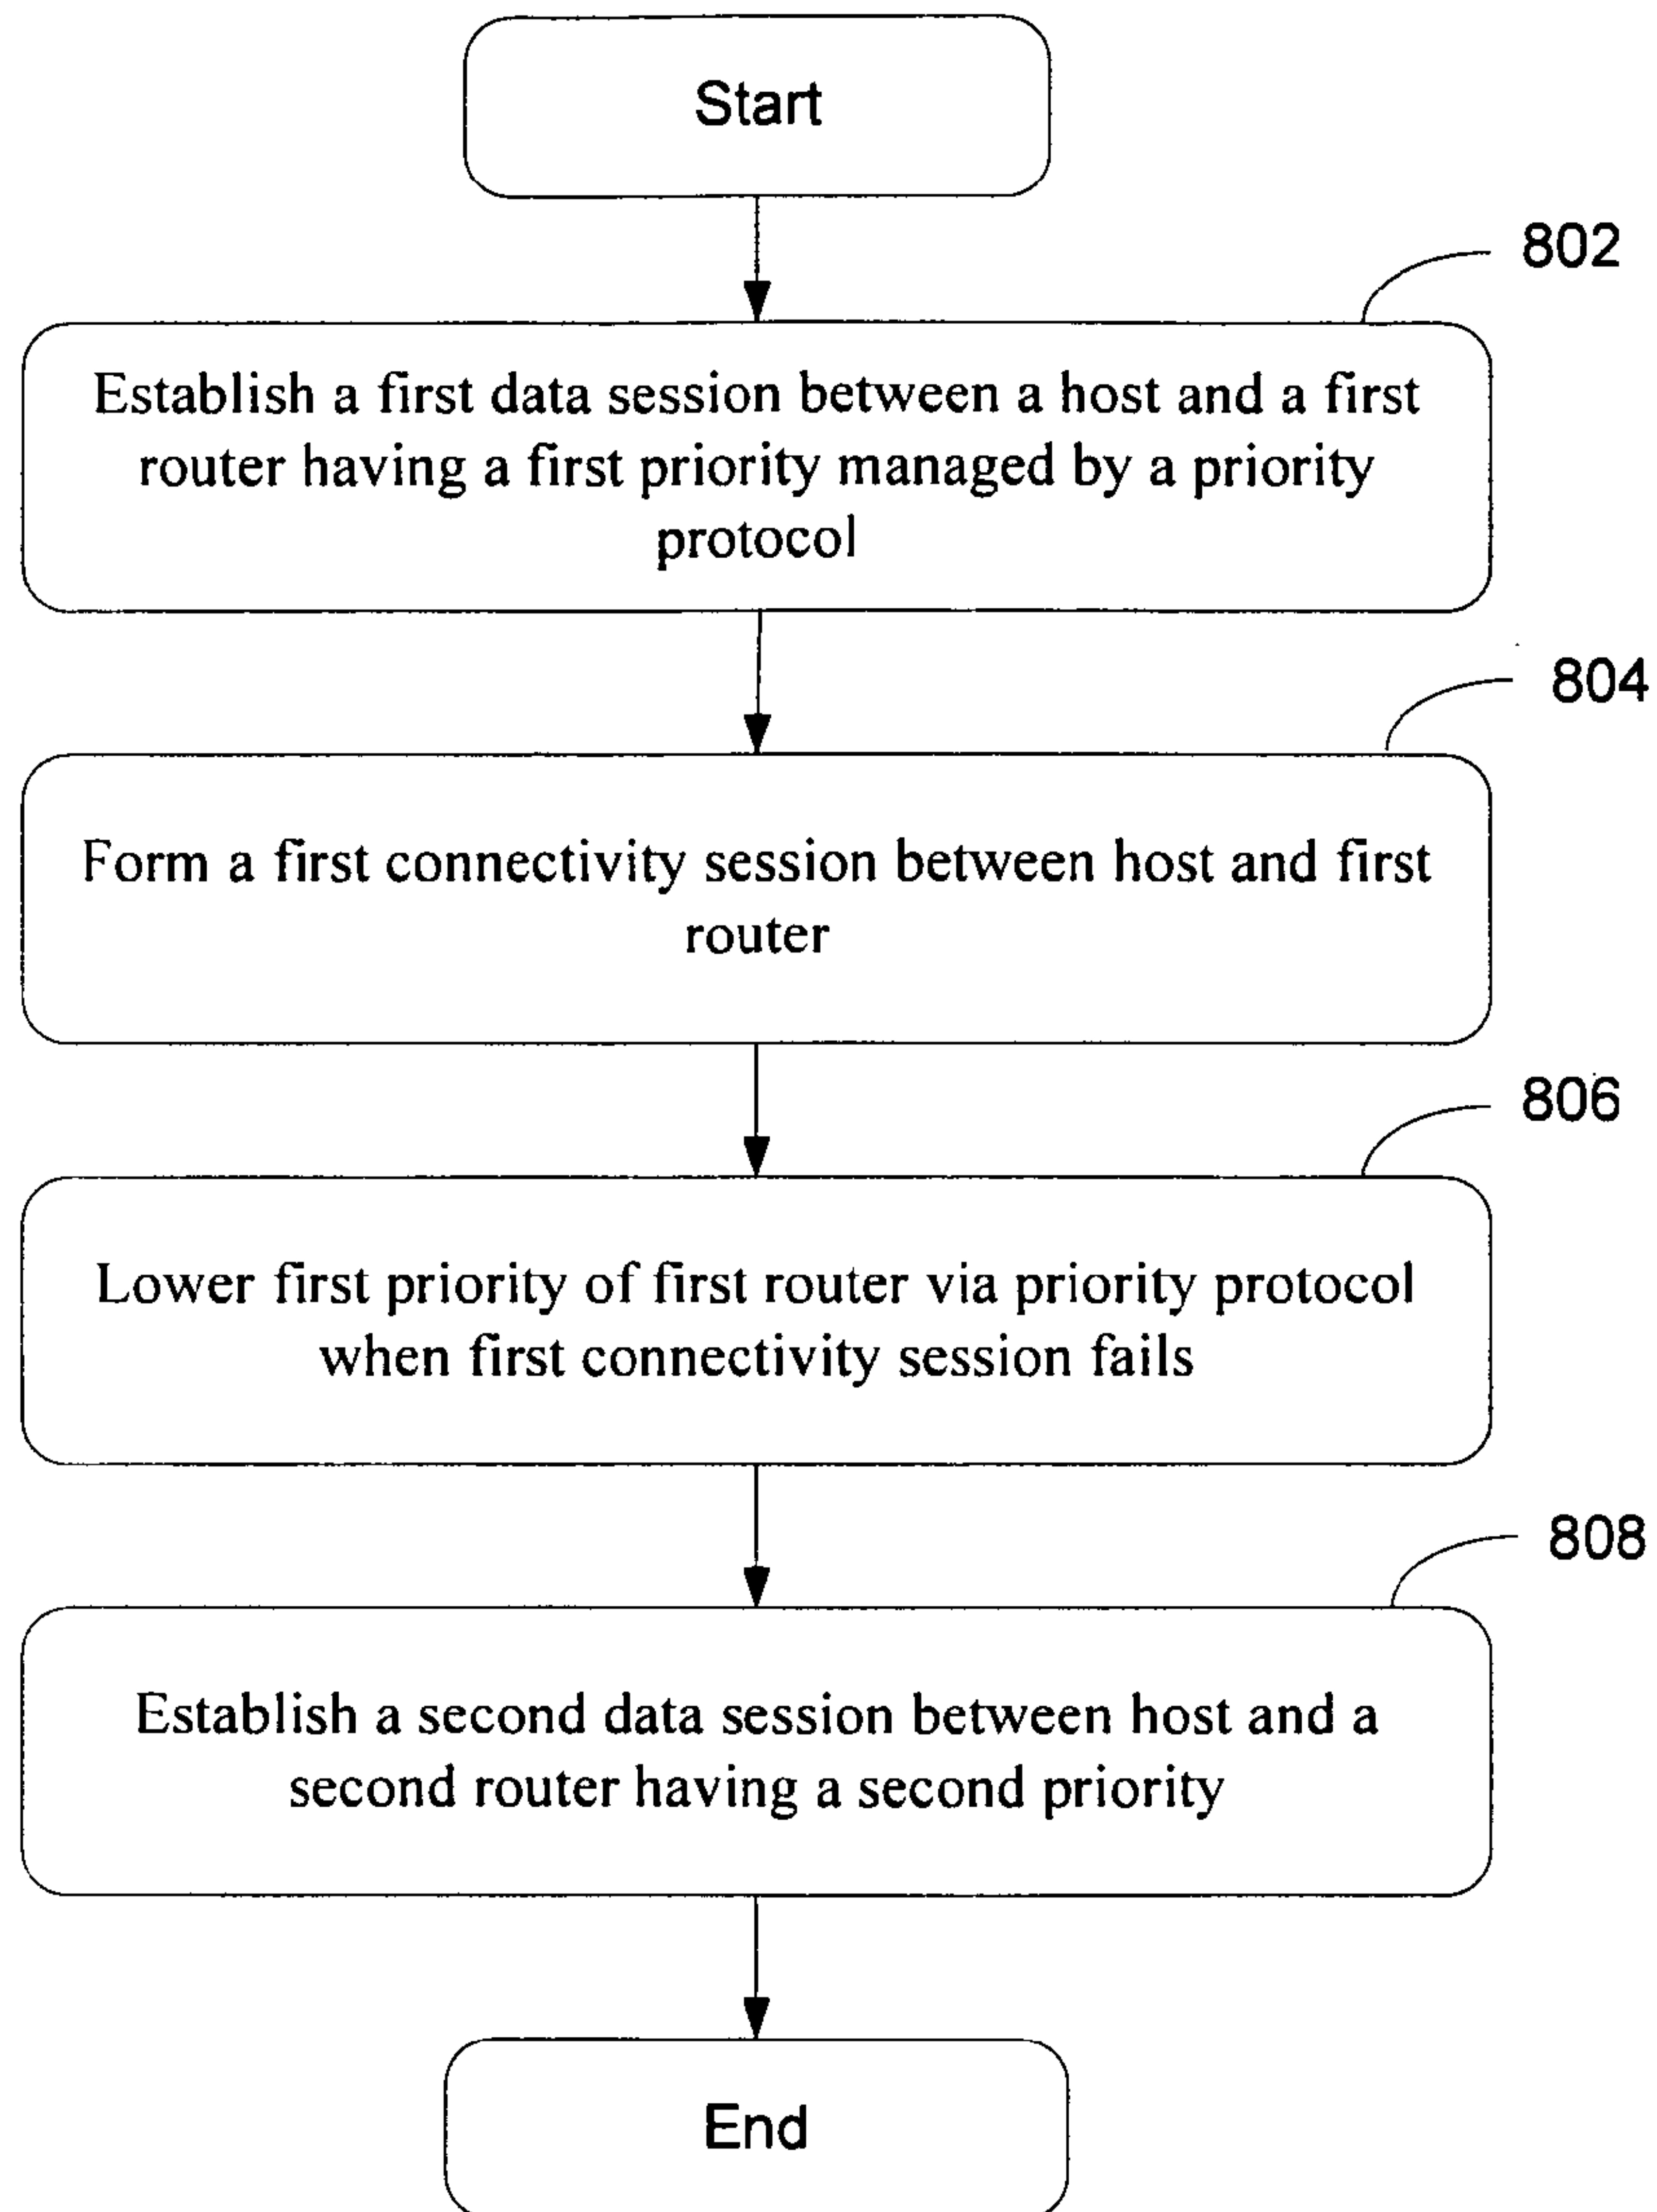 Start
802
Establish a first data session between a host and a first
router having a first priority managed by a priority
protocol
804
Form a first connectivity session between host and first
router
806
Lower first priority of first router via priority protocol
when first connectivity session fails
808
Establish a second data session between host and a
second router having a second priority
End